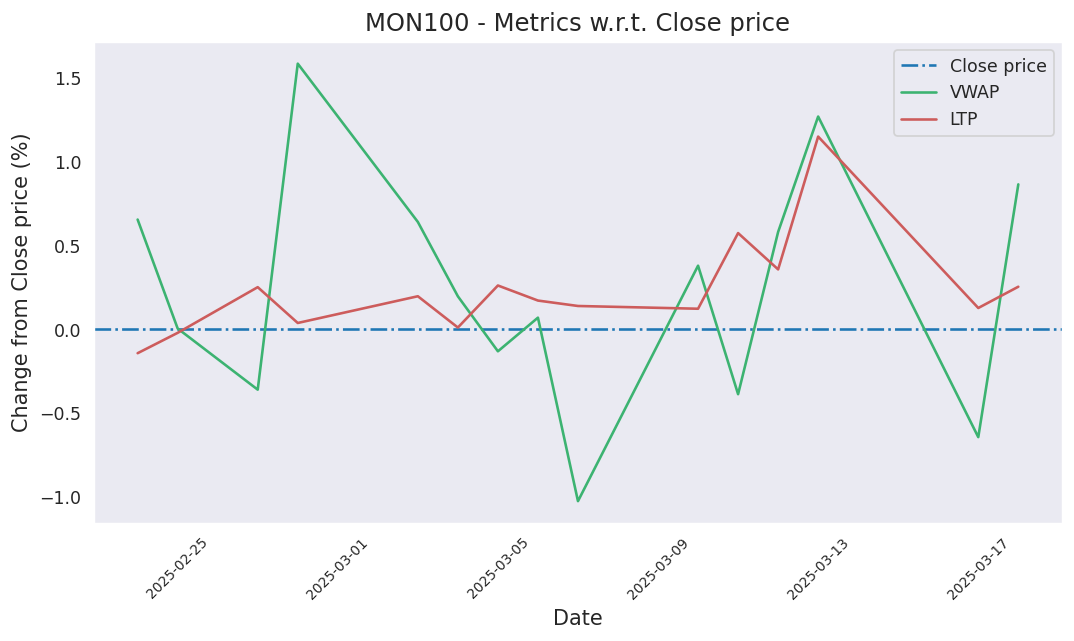 MON100 - Metrics w.r.t. Close price
Close price
VWAP
LTP
Change from Close price (%)
1.5
1.0
0.5
0.0
−0.5
−1.0
2025-02-25
2025-03-01
2025-03-05
2025-03-09
2025-03-13
2025-03-17
Date